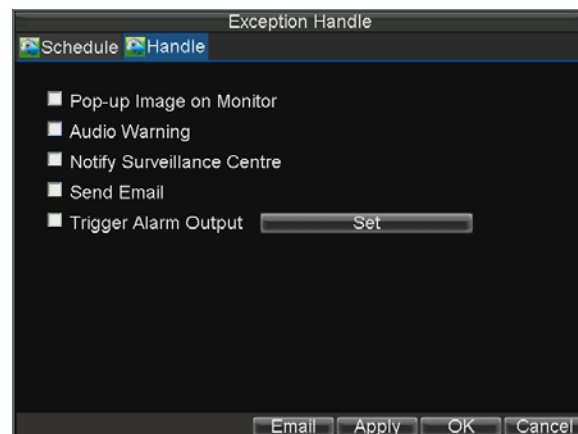 Exception Handle
Schedule Handle
Pop-up Image on Monitor
Audio Warning
Notify Surveillance Centre
Send Email
Trigger Alarm Output Set
Email Apply OK Cancel